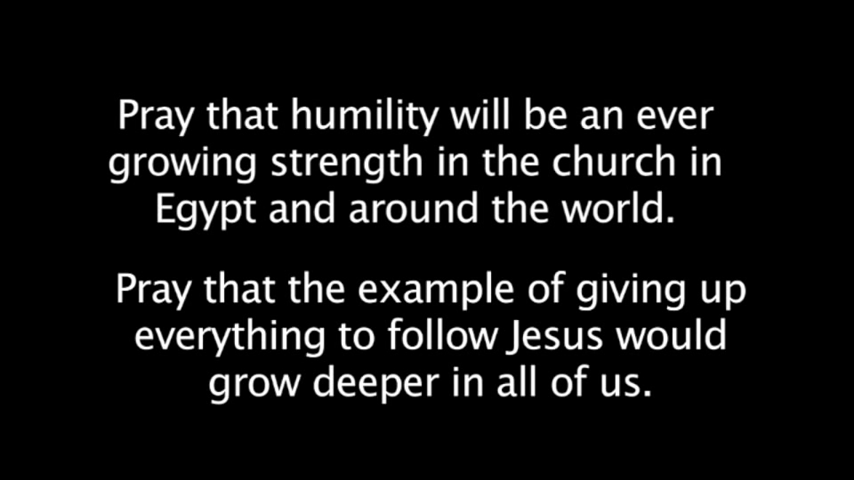 Pray that humility will be an ever
growing strength in the church in
Egypt and around the world.
Pray that the example of giving up
everything to follow Jesus would
grow deeper in all of us.